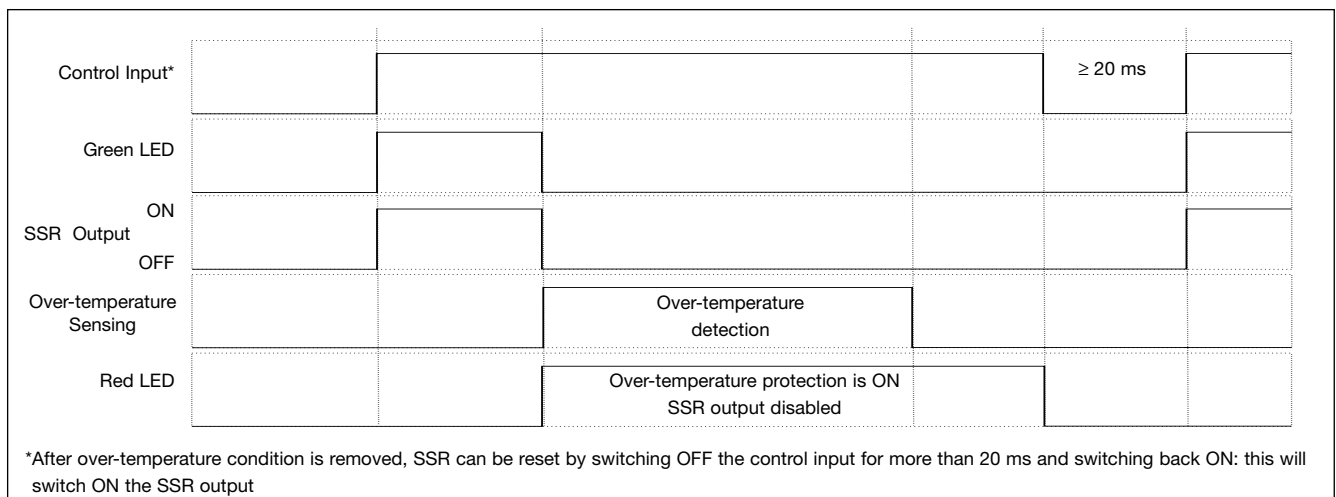 Control Input*
≥ 20 ms
Green LED
ON
SSR Output
OFF
Over-temperature
Sensing
Over-temperature
detection
Red LED
Over-temperature protection is ON
SSR output disabled
*After over-temperature condition is removed, SSR can be reset by switching OFF the control input for more than 20 ms and switching back ON: this will
switch ON the SSR output